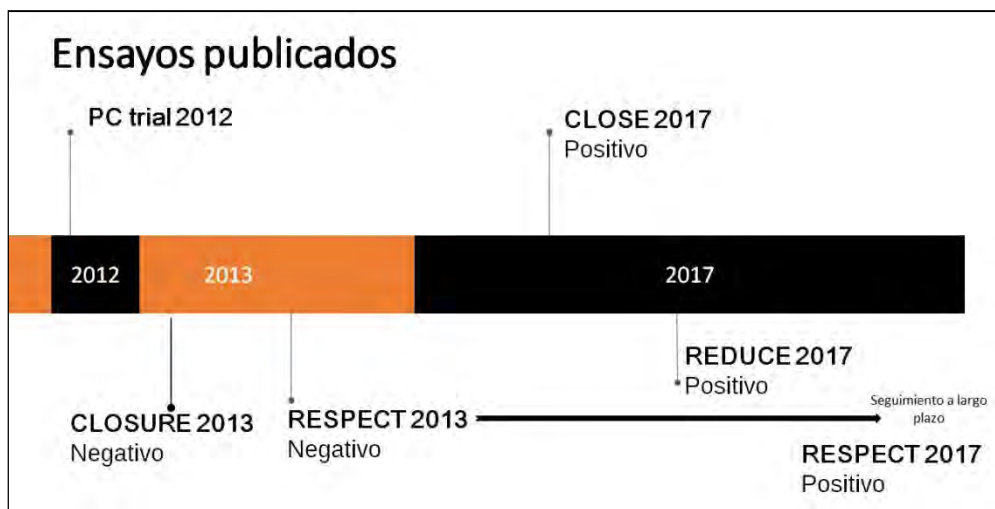 Ensayos publicados
PC trial 2012
CLOSE 2017
Positivo
2012
2013
2017
CLOSURE 2013
Negativo
RESPECT 2013
Negativo
REDUCE 2017
Positivo
Seguimiento a largo
plazo
RESPECT 2017
Positivo